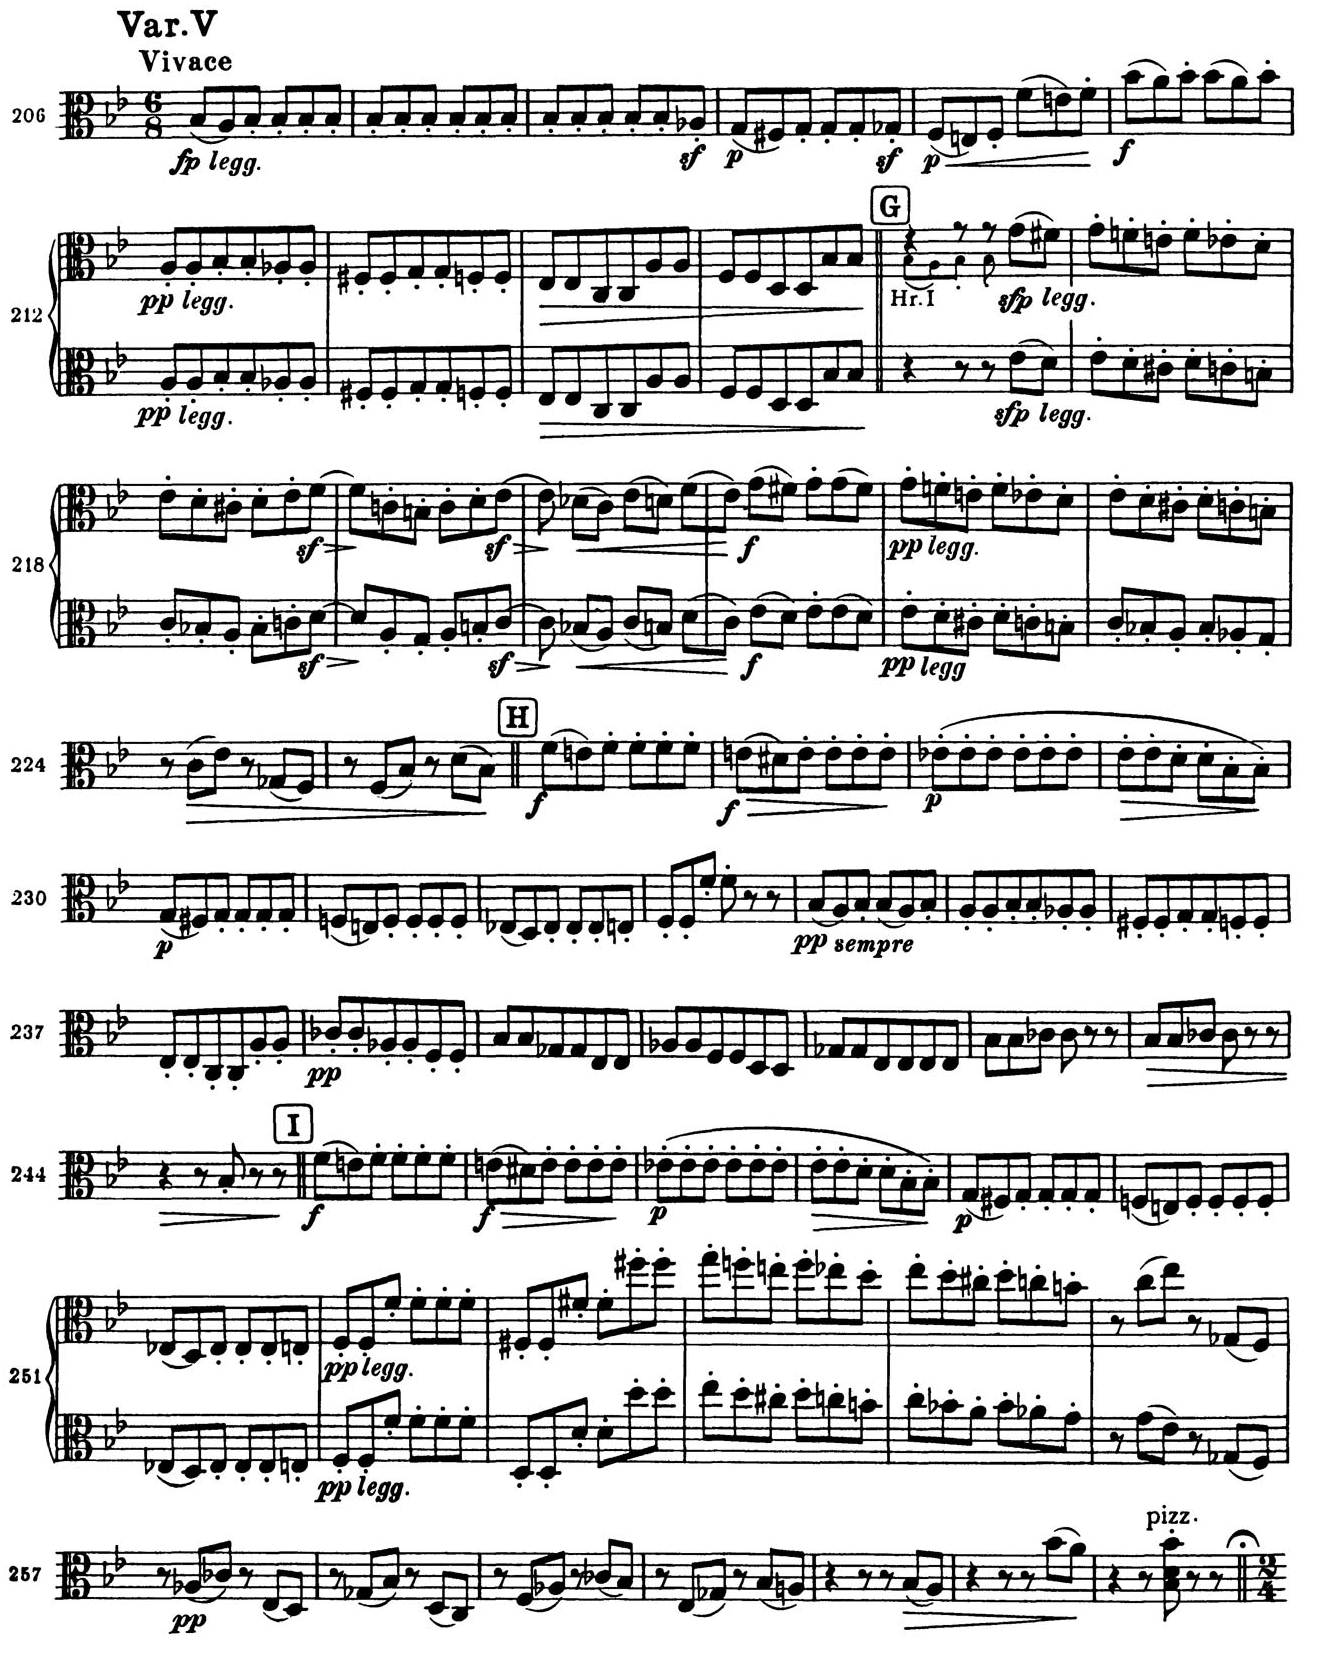 Var. V
Vivace
206
6
8
fp legg.
sf
p
sf
p
f
G
212
pp legg.
Hr. I
sfp legg.
pp legg.
sfp legg.
218
sf
sf
f
pp legg.
sf
sf
f
pp legg
H
224
f
f
p
230
p
pp sempre
237
pp
I
244
f
f
p
p
251
pp legg.
pp legg.
pizz.
257
pp
2
4